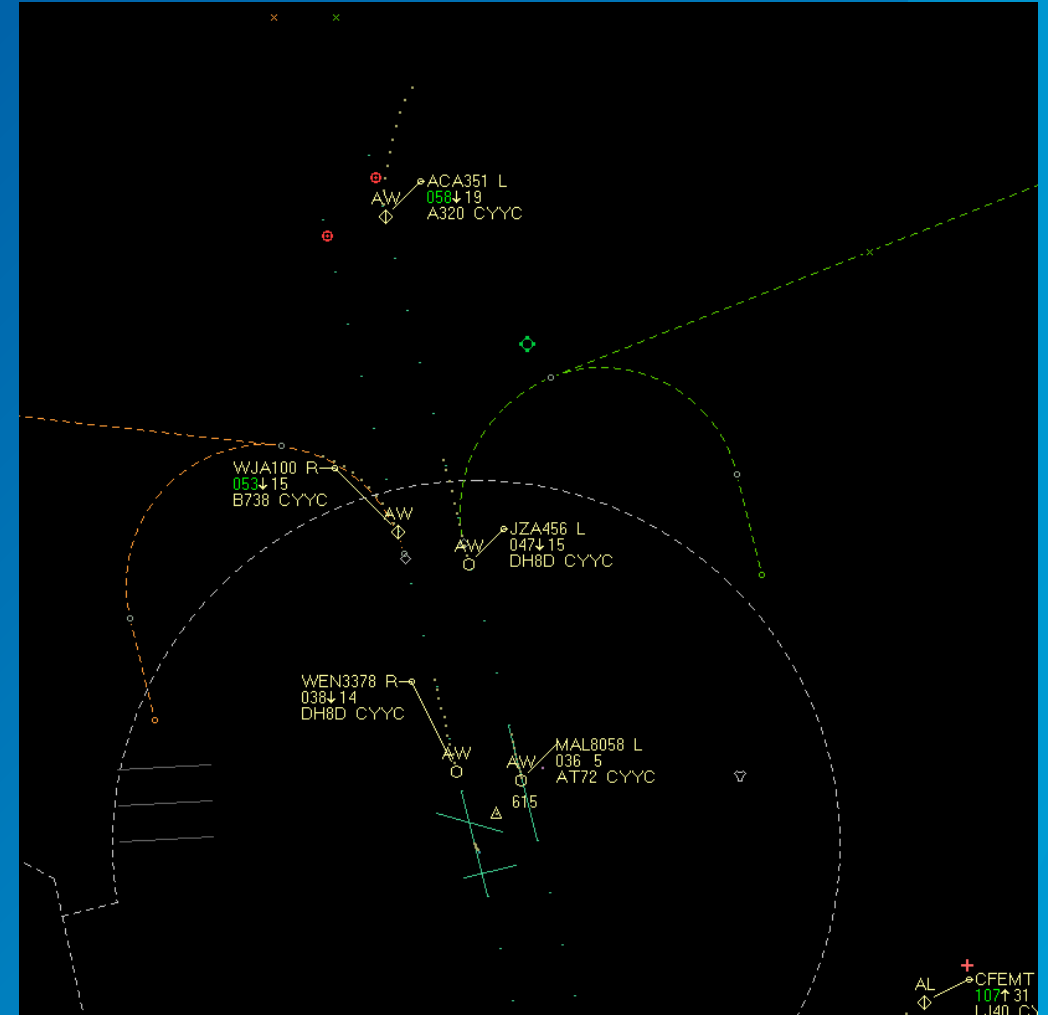 ACA351 L
AW
058↓19
A320 CYYC
WJA100 R
053↓15
B738 CYYC
AW
JZA456 L
AW
047↓15
DH8D CYYC
WEN3378 R
038↓14
DH8D CYYC
AW
MAL8058 L
AW
036 5
AT72 CYYC
615
CFEMT
AL
107↑31